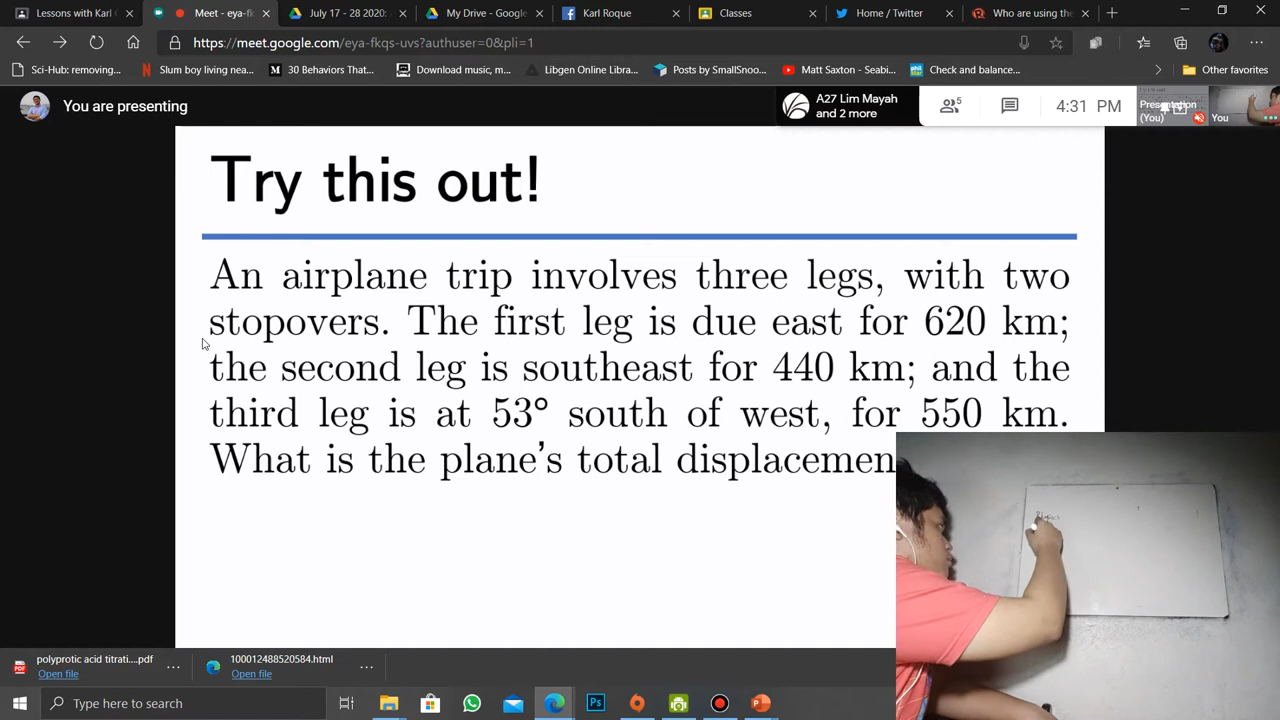 Lessons with Karl
Meet - eya-fk
July 17 - 28 2020:
My Drive - Google
Karl Roque
Classes
Home / Twitter
Who are using the
https://meet.google.com/eya-fkqs-uvs?authuser=0&pli=1
Sci-Hub: removing...
Slum boy living nea...
30 Behaviors That...
Download music, m...
Libgen Online Libra...
Posts by SmallSnoo...
Matt Saxton - Seabi...
Check and balance...
Other favorites
You are presenting
A27 Lim Mayah
and 2 more
5
4:31 PM
Presentation
(You)
You
Try this out!
An airplane trip involves three legs, with two
stopovers. The first leg is due east for 620 km;
the second leg is southeast for 440 km; and the
third leg is at 53° south of west, for 550 km.
What is the plane's total displacemen
polyprotic acid titrati....pdf
Open file
100012488520584.html
Open file
Type here to search